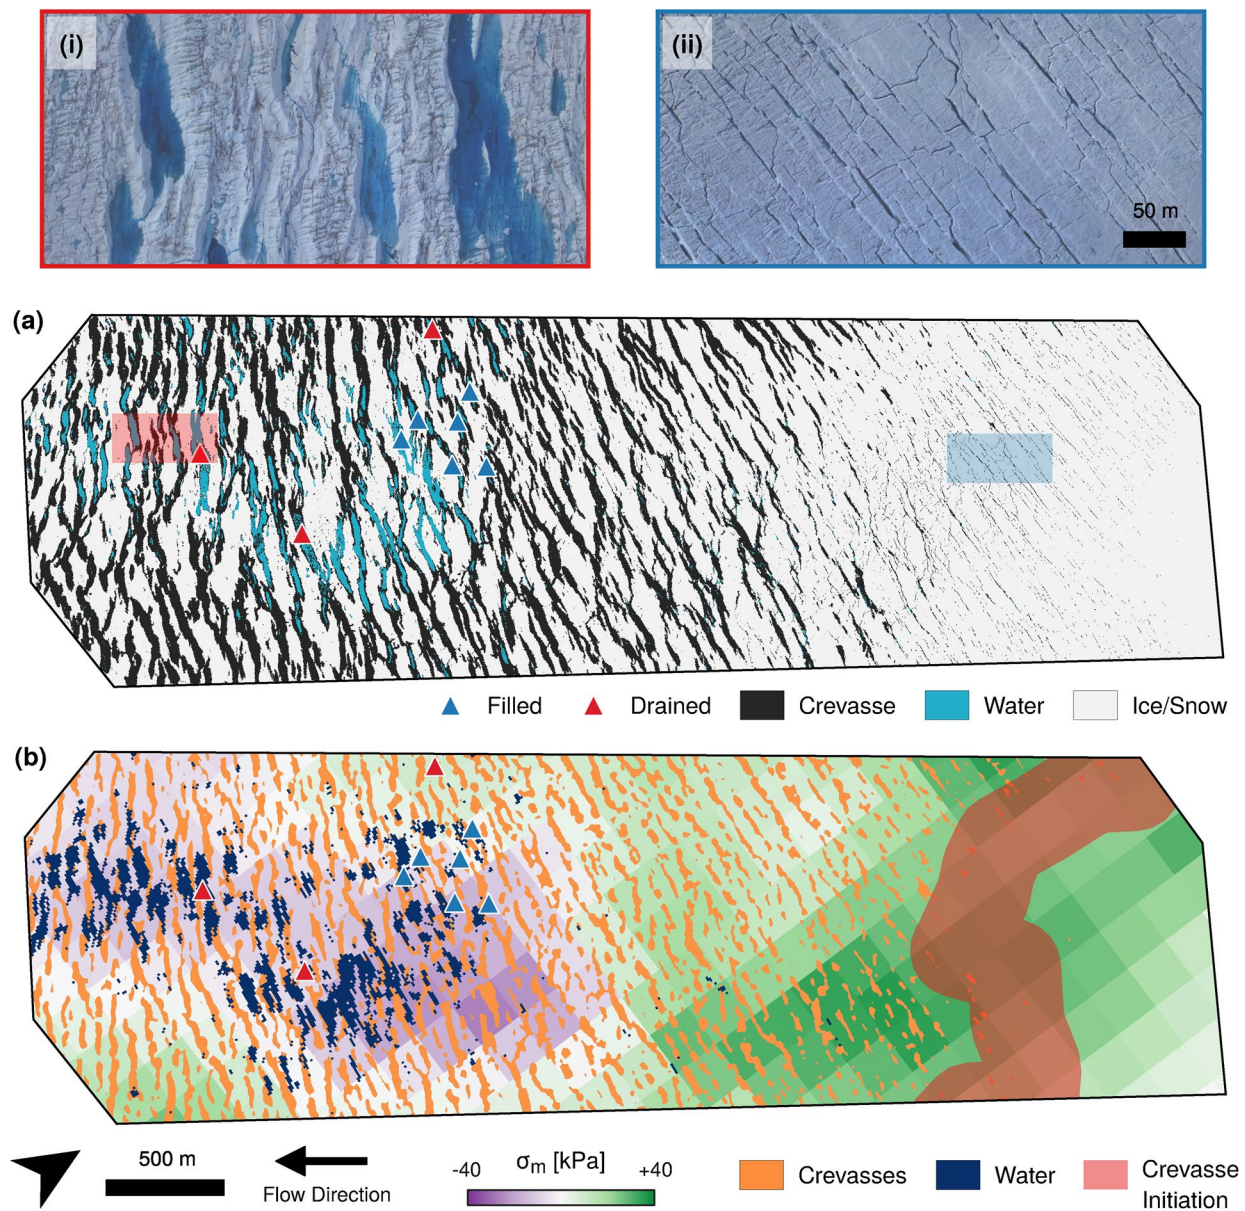 (i)
(ii)
50 m
(a)
Filled
Drained
Crevasse
Water
Ice/Snow
(b)
500 m
Flow Direction
-40
σm [kPa]
+40
Crevasses
Water
Crevasse
Initiation